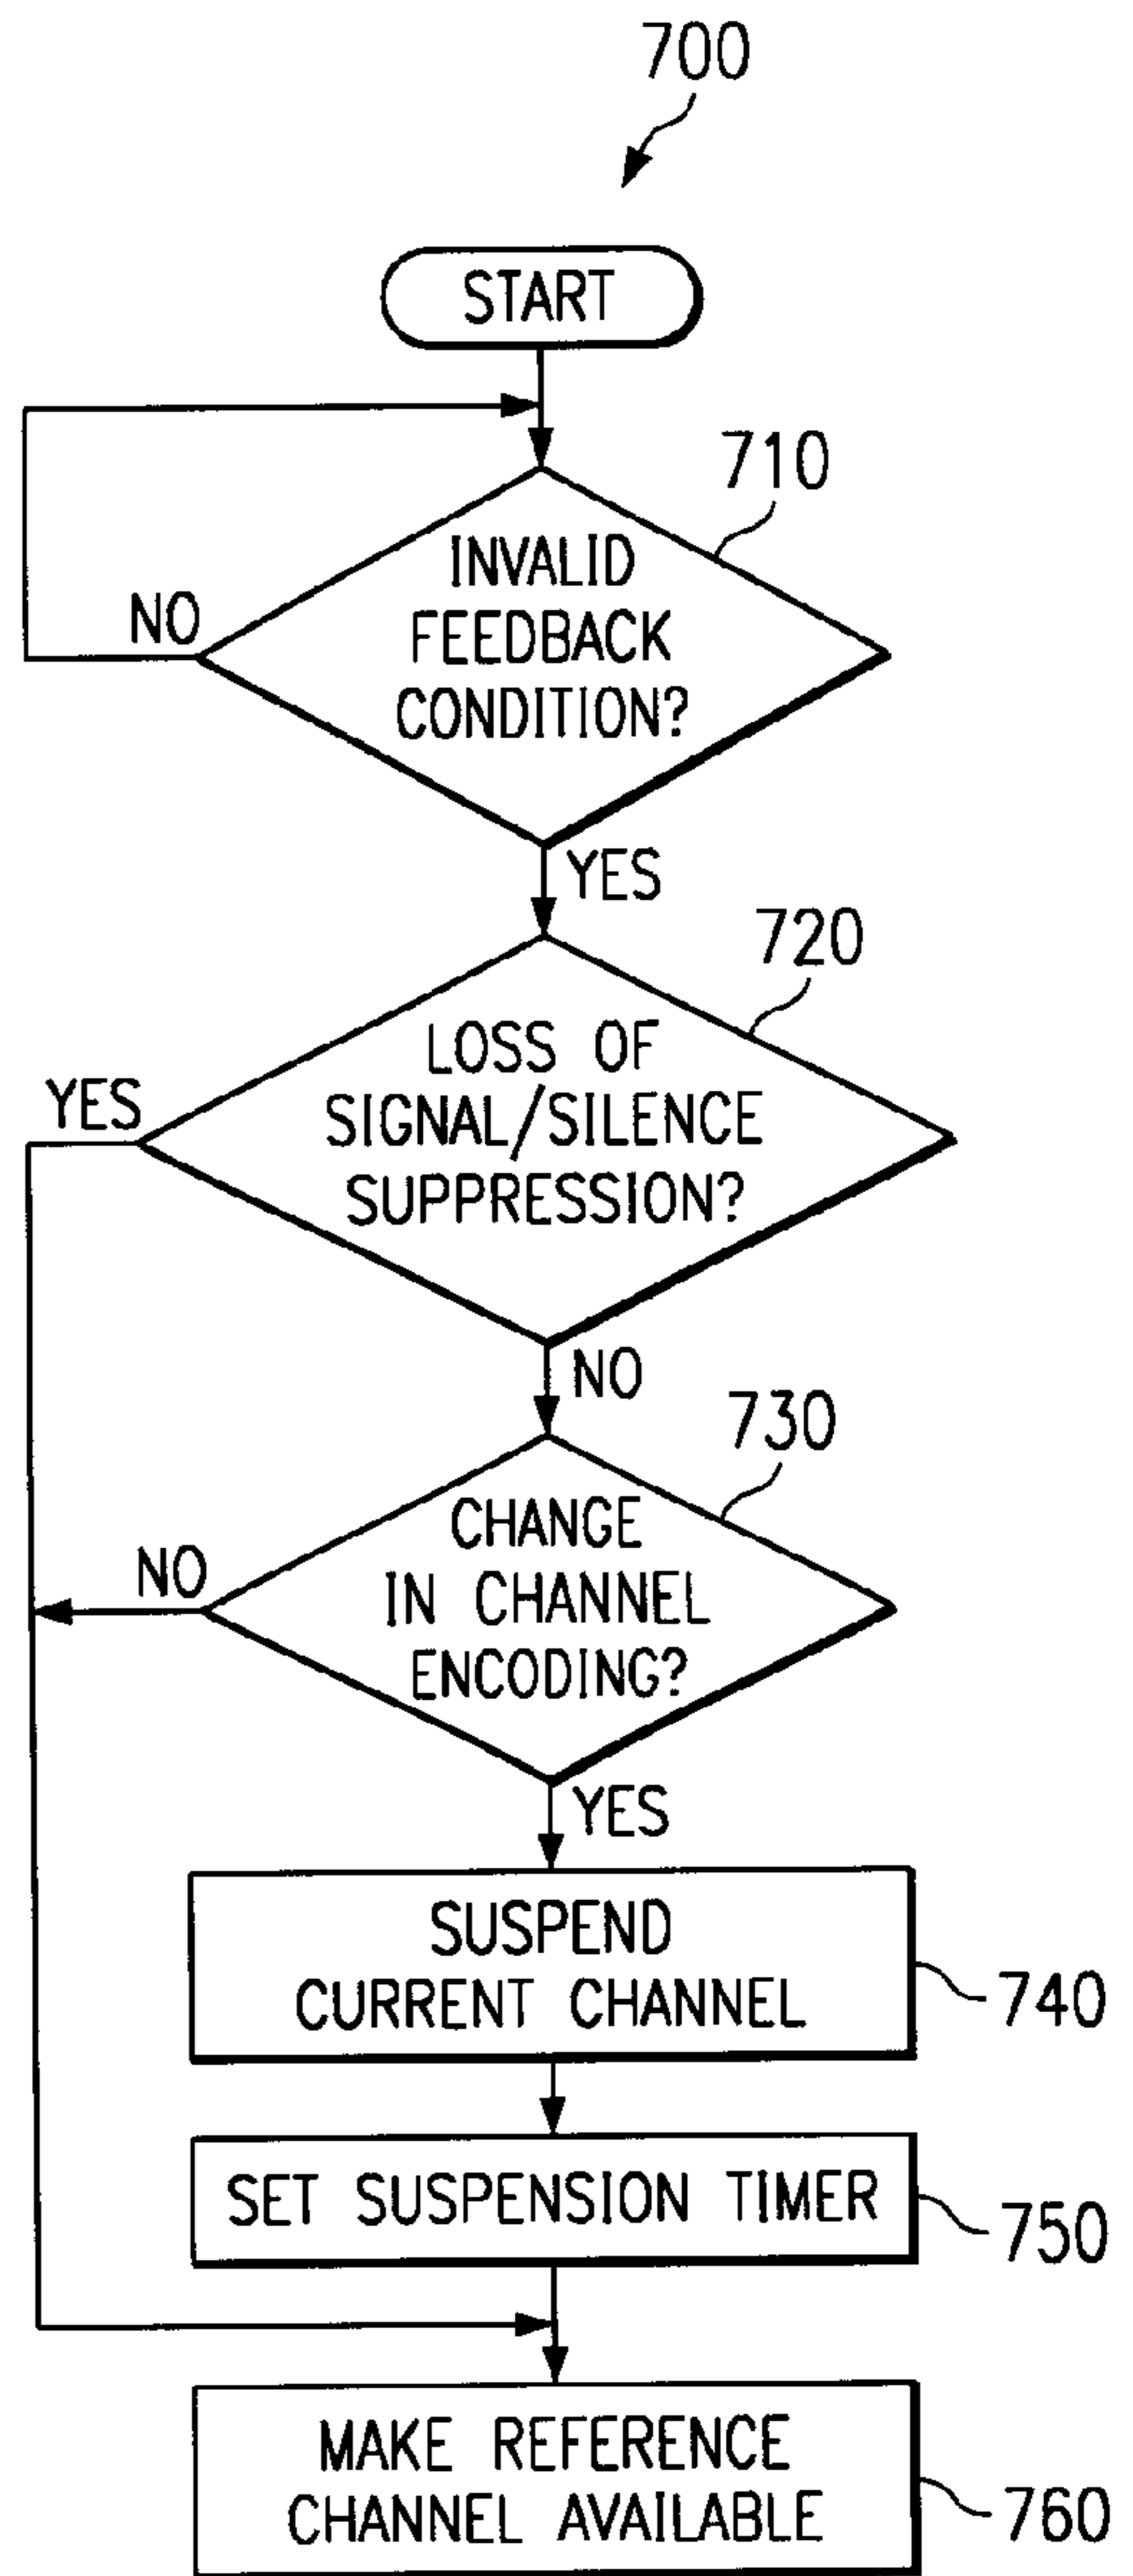 700
START
710
INVALID
FEEDBACK
CONDITION?
NO
YES
720
LOSS OF
SIGNAL/SILENCE
SUPPRESSION?
YES
NO
730
CHANGE
IN CHANNEL
ENCODING?
NO
YES
SUSPEND
CURRENT CHANNEL
740
SET SUSPENSION TIMER
750
MAKE REFERENCE
CHANNEL AVAILABLE
760